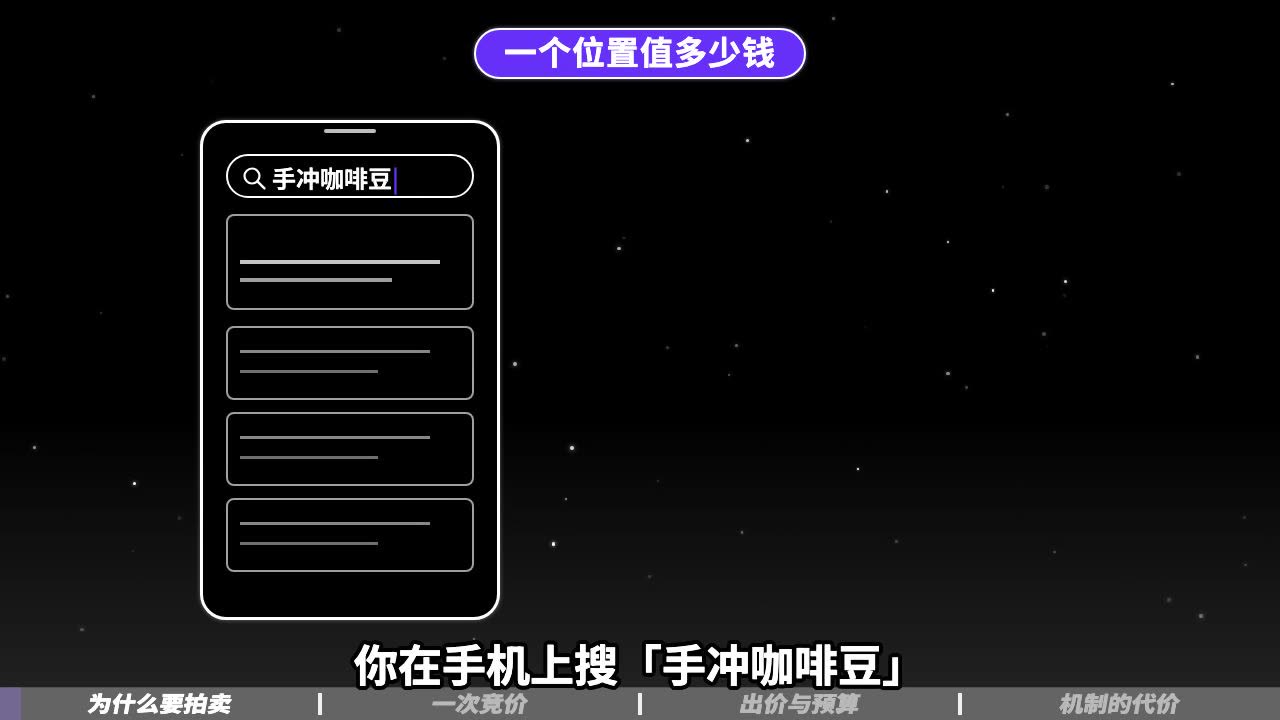 一个位置值多少钱
手冲咖啡豆
你在手机上搜「手冲咖啡豆」
为什么要拍卖
一次竞价
出价与预算
机制的代价